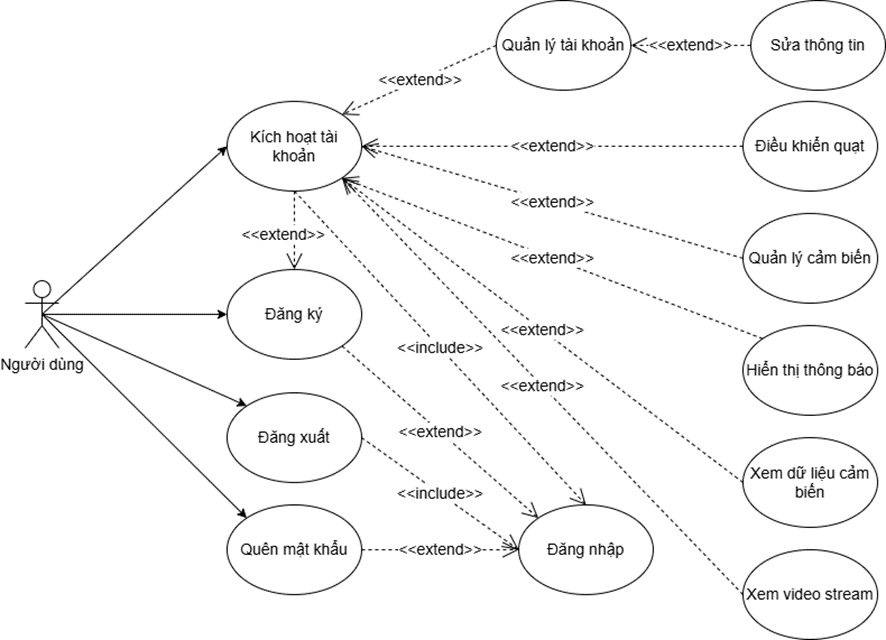 Quản lý tài khoản
<<extend>>
Sửa thông tin
<<extend>>
Kích hoạt tài
khoản
<<extend>>
Điều khiển quạt
<<extend>>
<<extend>>
Quản lý cảm biến
<<extend>>
Đăng ký
<<extend>>
<<include>>
Người dùng
Hiển thị thông báo
<<extend>>
Đăng xuất
<<extend>>
Xem dữ liệu cảm
biến
<<include>>
Quên mật khẩu
<<extend>>
Đăng nhập
Xem video stream